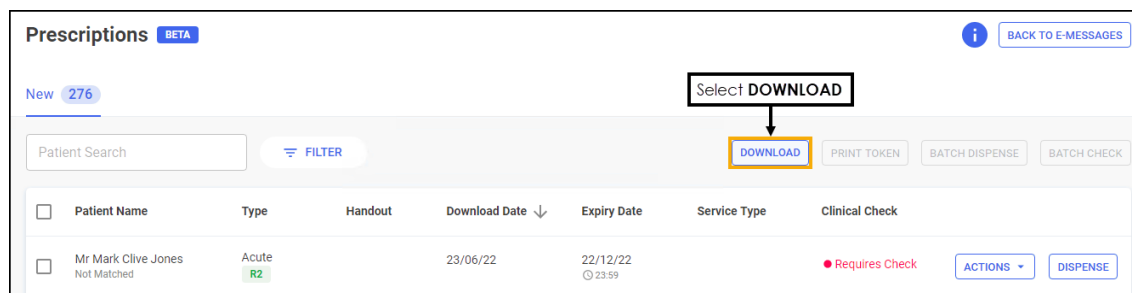 Prescriptions BETA
i BACK TO E-MESSAGES
New 276
Select DOWNLOAD
Patient Search
FILTER
DOWNLOAD
PRINT TOKEN
BATCH DISPENSE
BATCH CHECK
Patient Name Type Handout Download Date Expiry Date Service Type Clinical Check
Mr Mark Clive Jones Acute 23/06/22 22/12/22 Requires Check ACTIONS DISPENSE
Not Matched R2 23:59